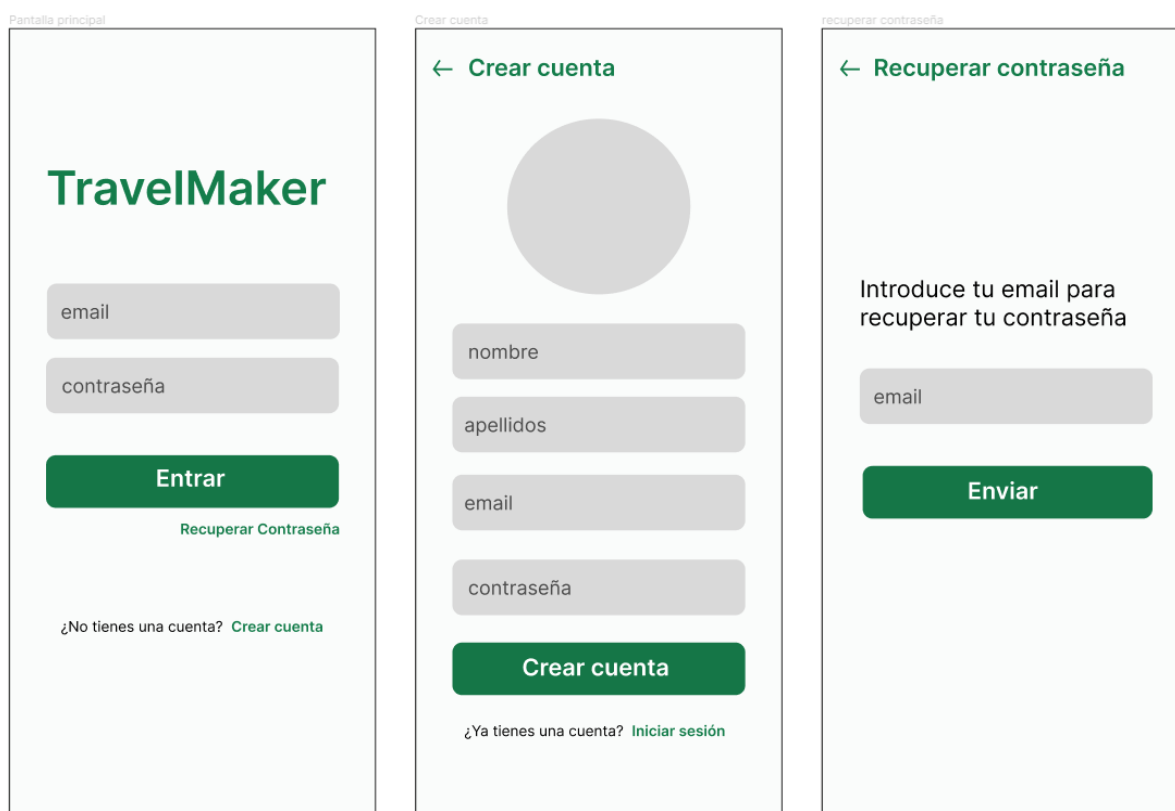 Pantalla principal
TravelMaker
email
contraseña
Entrar
Recuperar Contraseña
¿No tienes una cuenta? Crear cuenta
Crear cuenta
← Crear cuenta
nombre
apellidos
email
contraseña
Crear cuenta
¿Ya tienes una cuenta? Iniciar sesión
recuperar contraseña
← Recuperar contraseña
Introduce tu email para
recuperar tu contraseña
email
Enviar